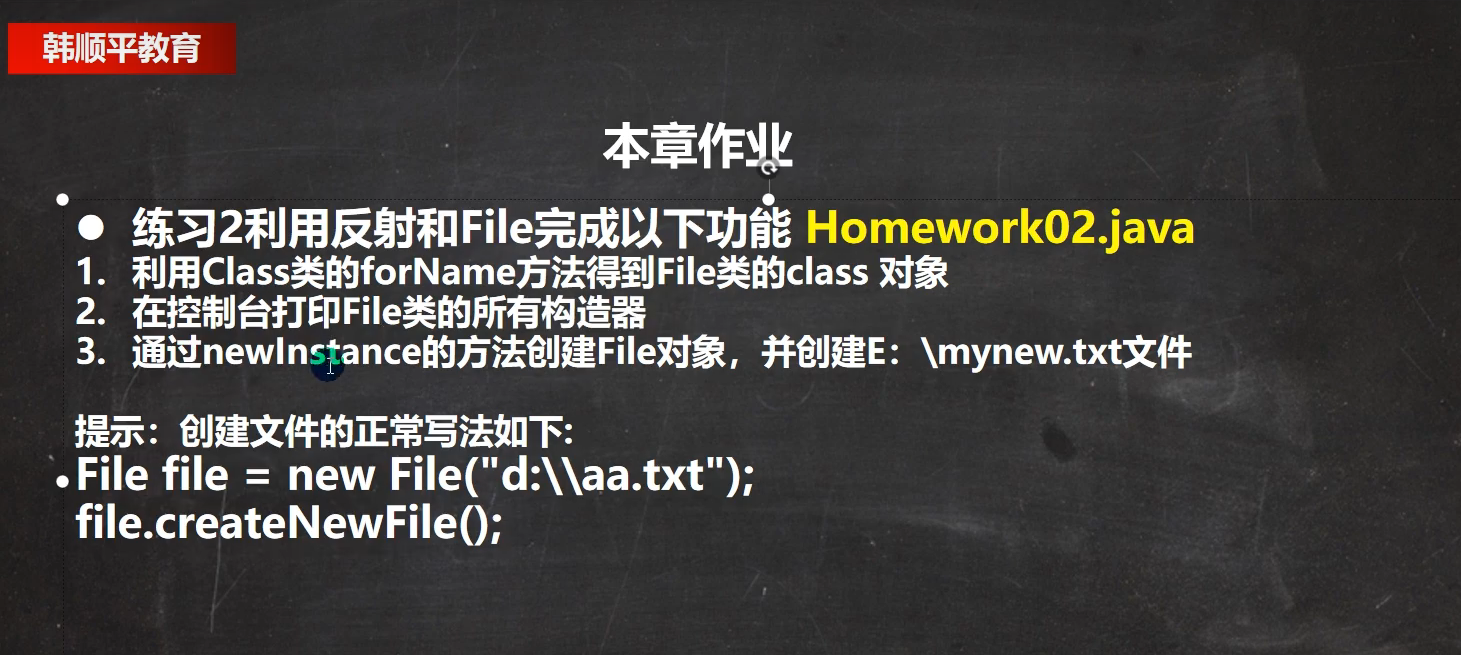 韩顺平教育
本章作业
● 练习2利用反射和File完成以下功能 Homework02.java
1. 利用Class类的forName方法得到File类的class 对象
2. 在控制台打印File类的所有构造器
3. 通过newInstance的方法创建File对象，并创建E：\mynew.txt文件
提示：创建文件的正常写法如下:
File file = new File("d:\\aa.txt");
file.createNewFile();